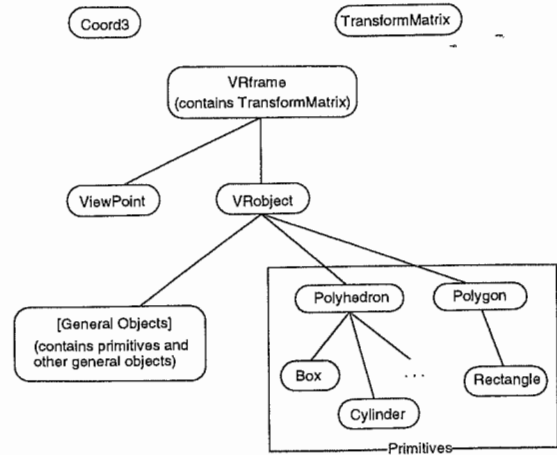 Coord3
TransformMatrix
VRframe
(contains TransformMatrix)
ViewPoint
VRobject
[General Objects]
(contains primitives and
other general objects)
Polyhedron
Polygon
Box
Cylinder
...
Rectangle
Primitives